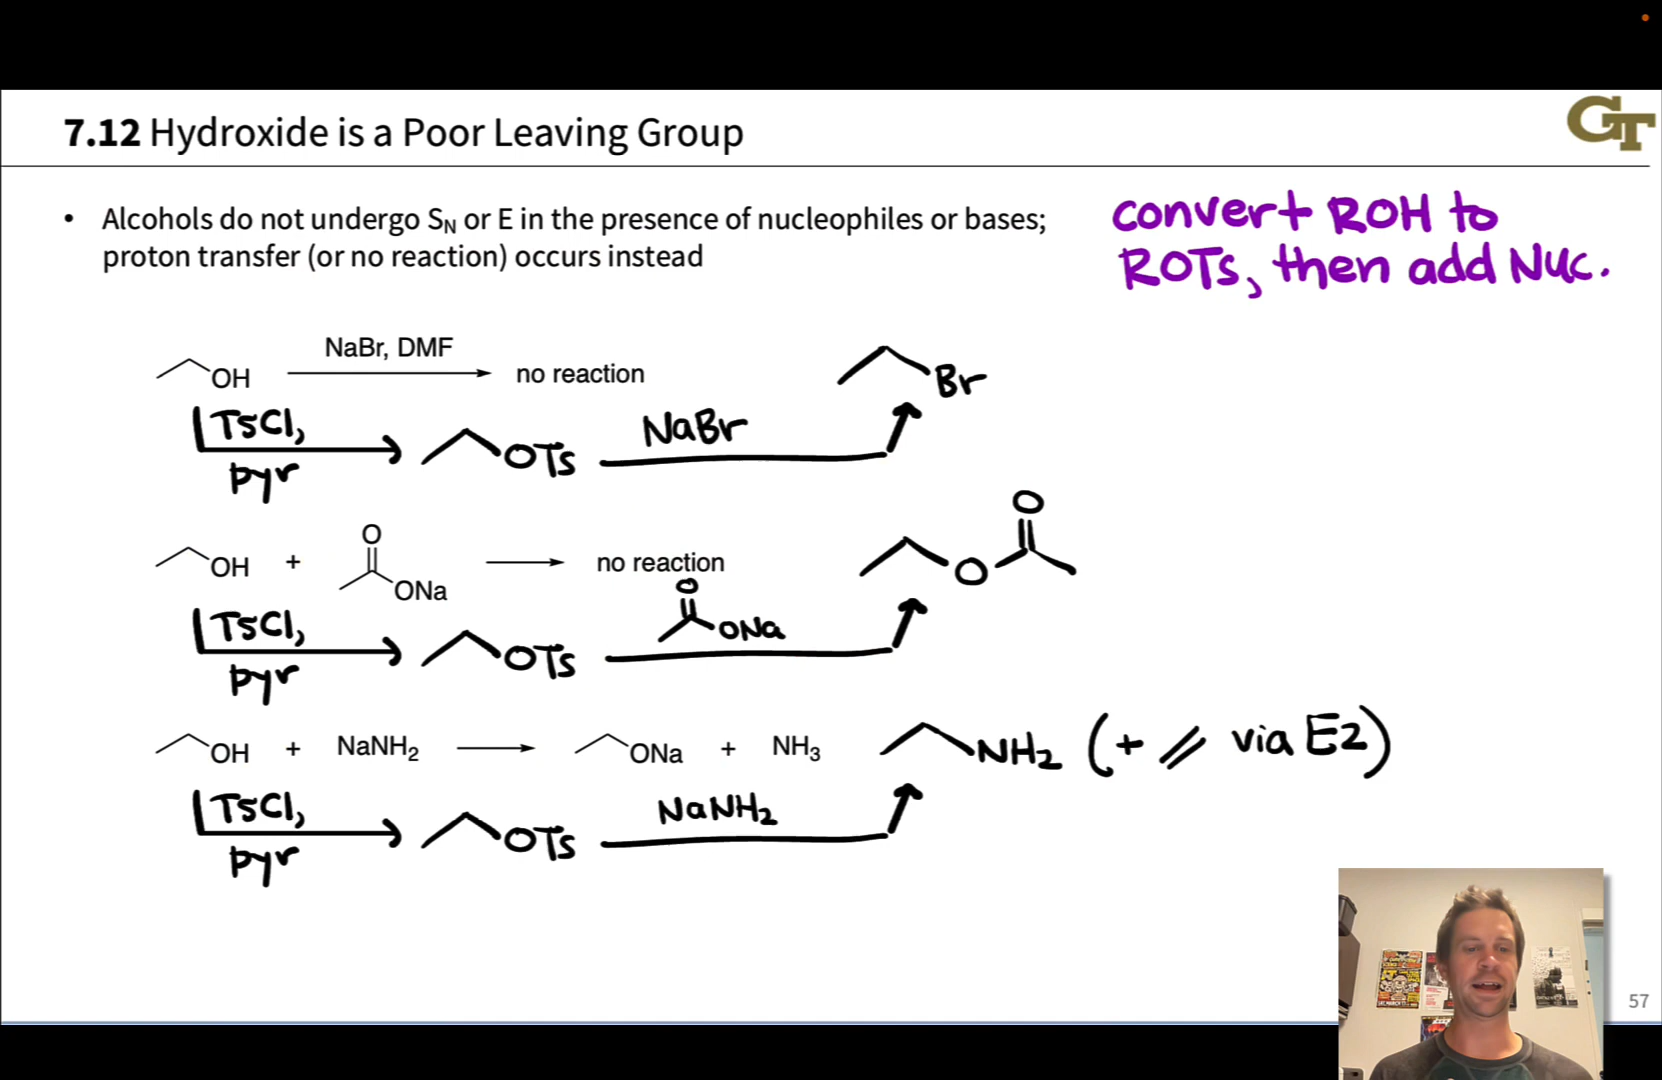 7.12 Hydroxide is a Poor Leaving Group
GT
• Alcohols do not undergo SN or E in the presence of nucleophiles or bases;
proton transfer (or no reaction) occurs instead
convert ROH to
ROTs, then add Nuc.
NaBr, DMF
OH
no reaction
Br
TsCl,
pyr
OTs
NaBr
O
O
OH
+
ONa
no reaction
O
O
ONa
TsCl,
pyr
OTs
OH + NaNH2
ONa + NH3
NH2 (+ // via E2)
TsCl,
pyr
OTs
NaNH2
57